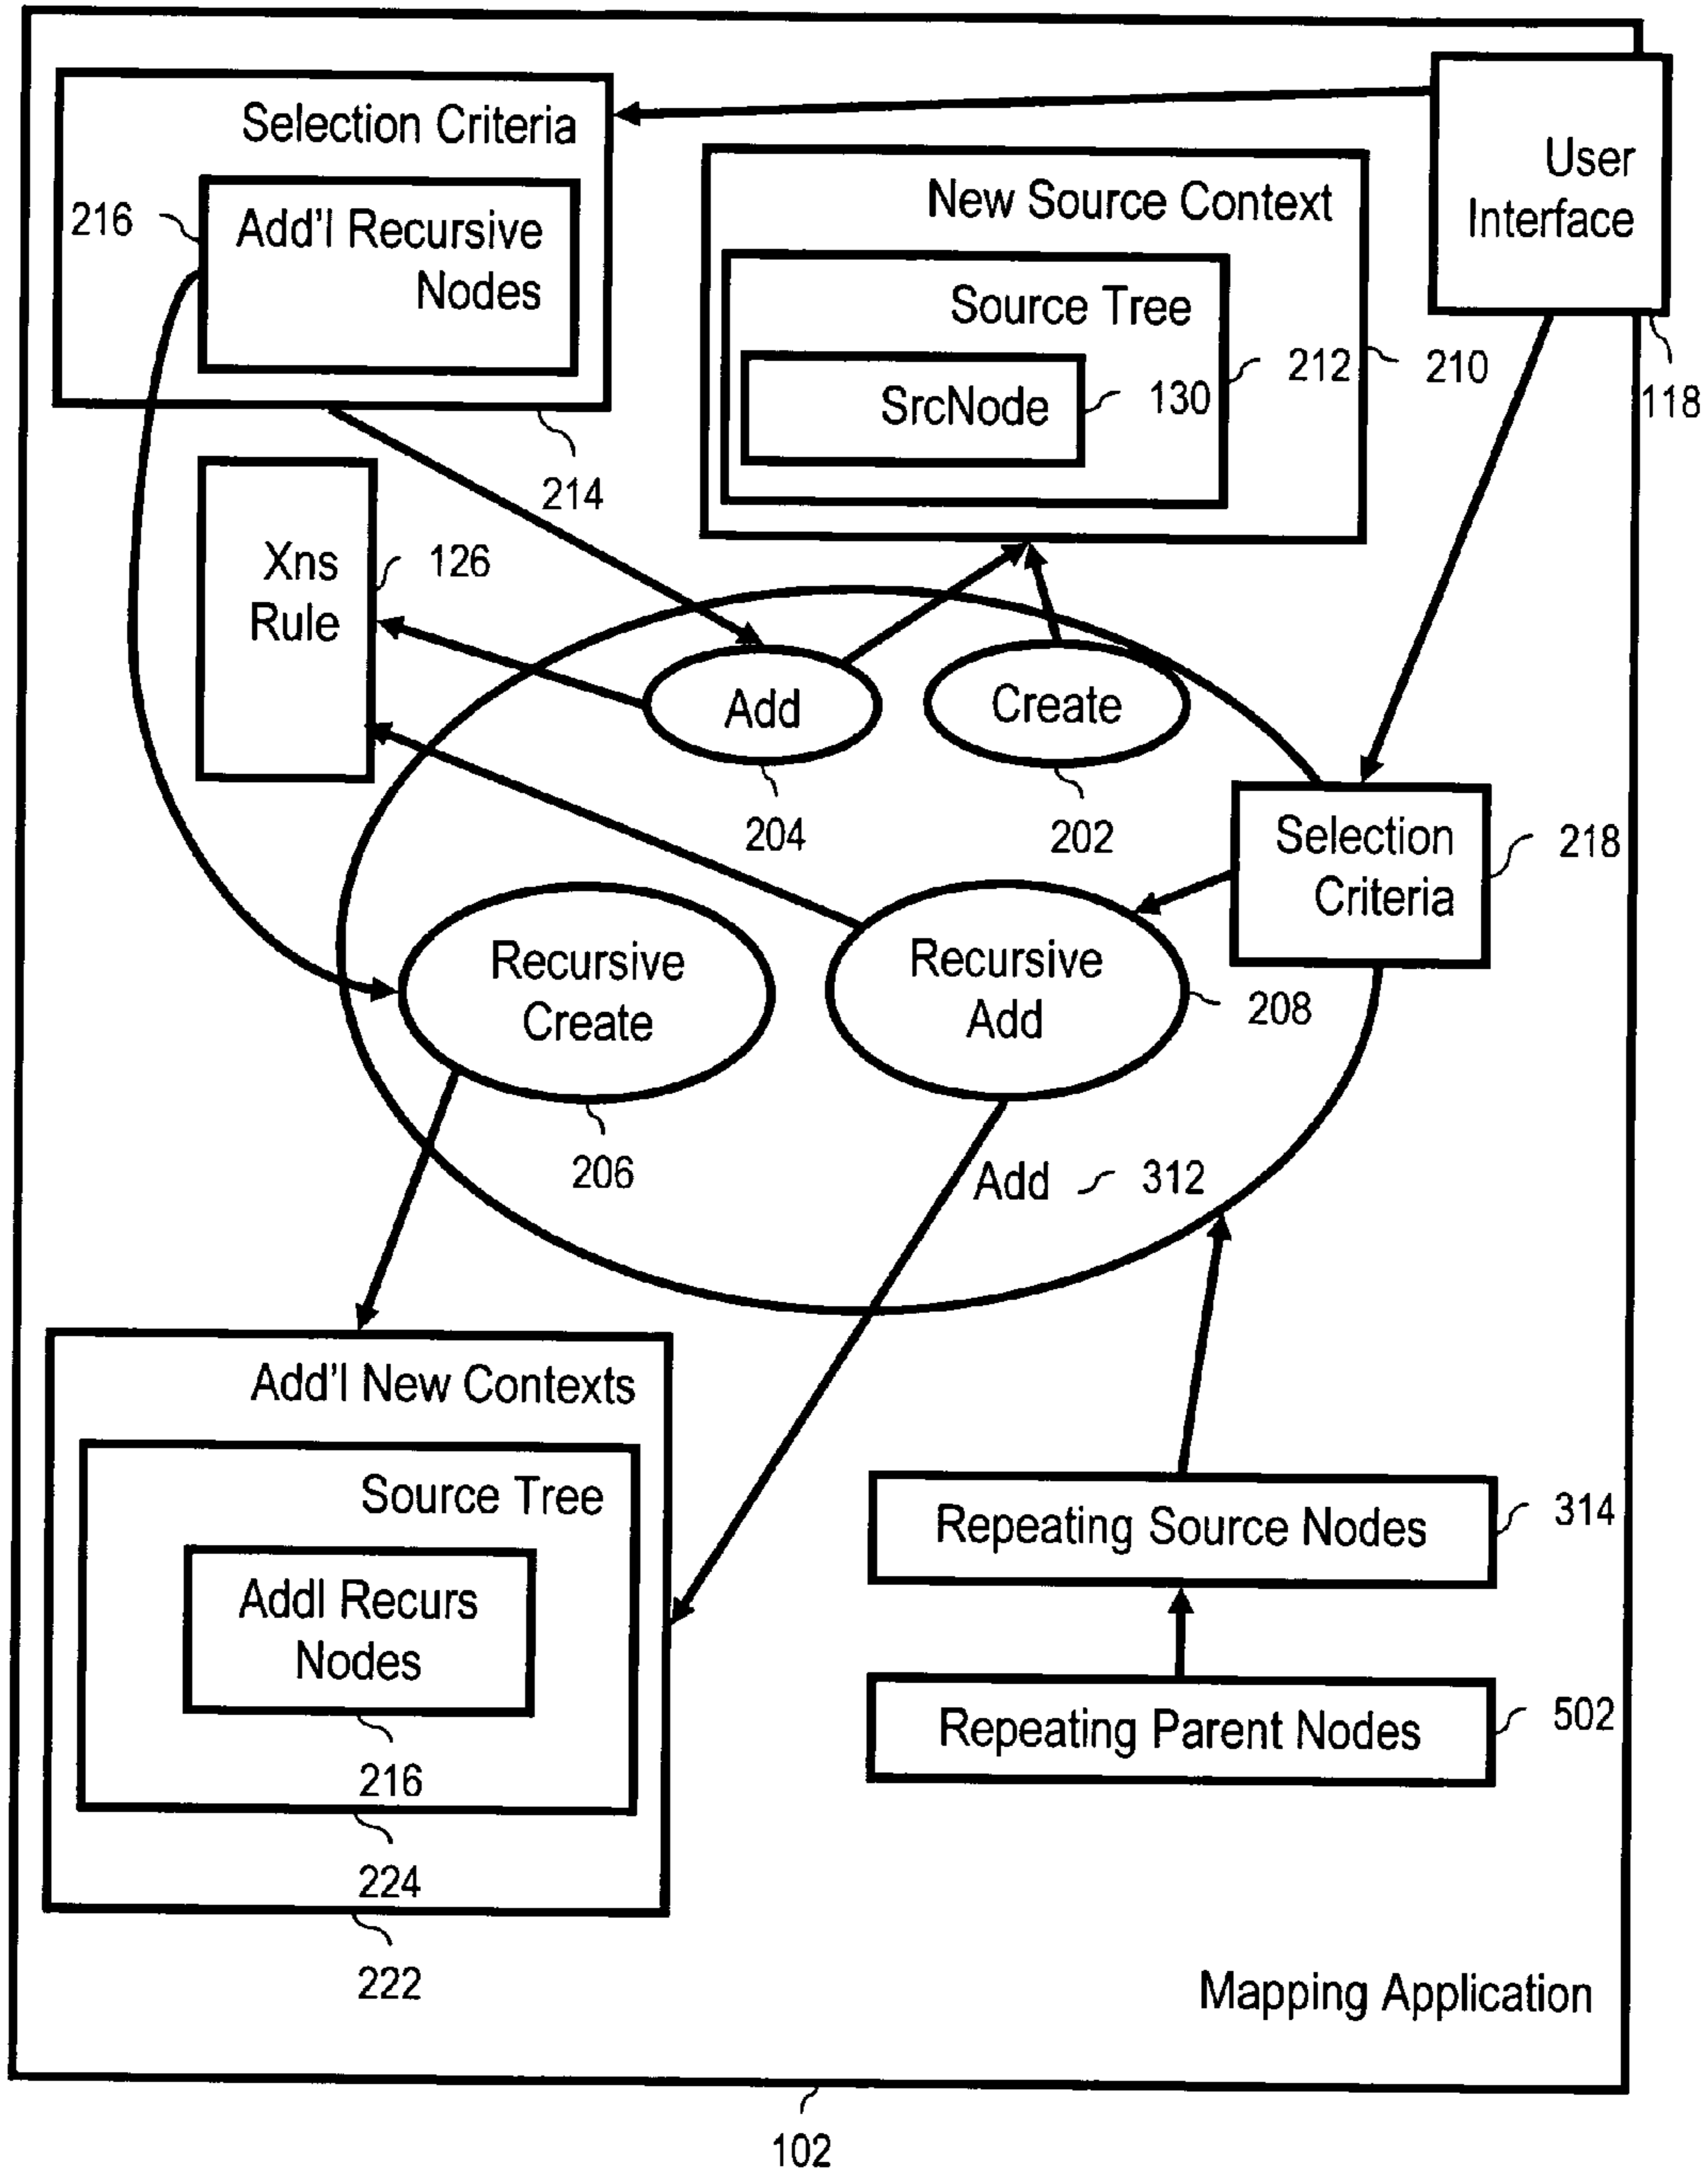 Selection Criteria
User
Interface
216
Add'l Recursive
Nodes
New Source Context
Source Tree
SrcNode
130
212
210
118
214
Xns
Rule
126
Add
Create
204
202
Selection
Criteria
218
Recursive
Create
Recursive
Add
208
206
Add
312
Add'l New Contexts
Source Tree
Addl Recurs
Nodes
216
224
222
Repeating Source Nodes
314
Repeating Parent Nodes
502
Mapping Application
102